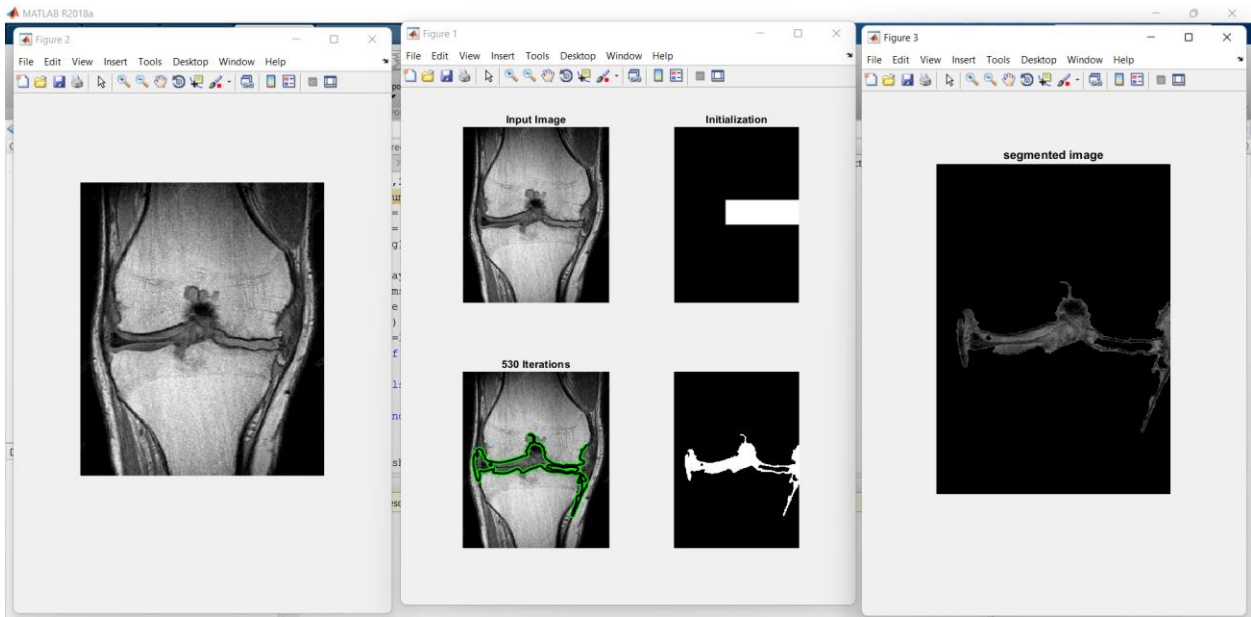 MATLAB R2018a
Figure 2
File Edit View Insert Tools Desktop Window Help
Figure 1
File Edit View Insert Tools Desktop Window Help
Input Image
Initialization
530 Iterations
Figure 3
File Edit View Insert Tools Desktop Window Help
segmented image